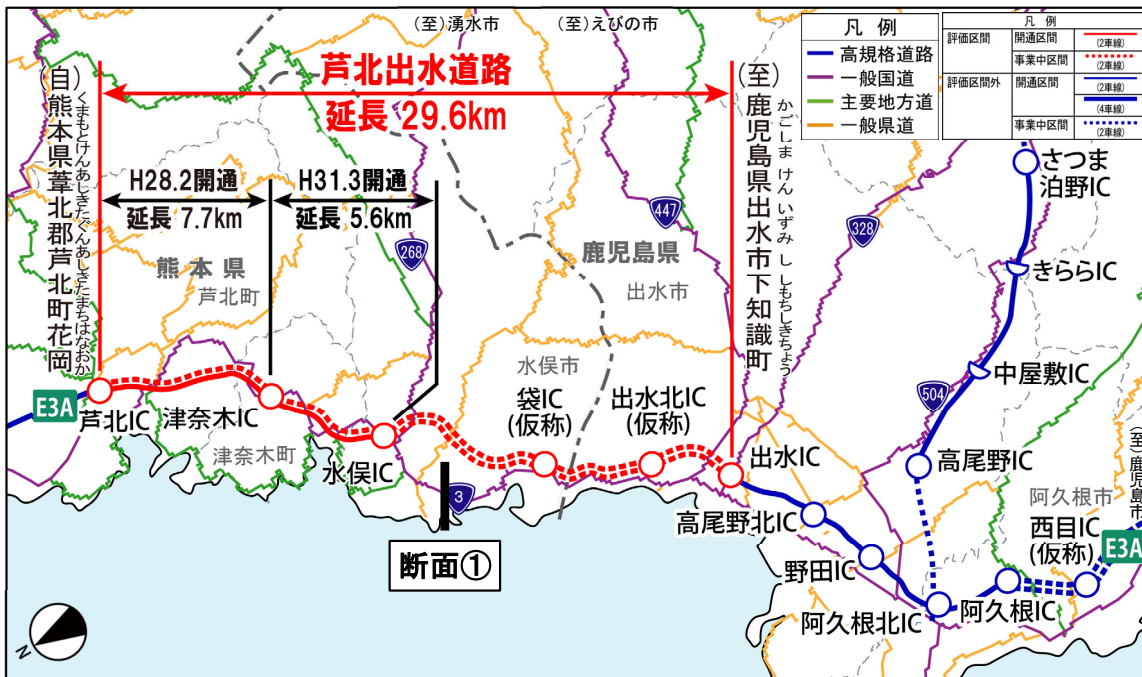 (至)湧水市
(至)えびの市
凡例
高規格道路
一般国道
主要地方道
一般県道
凡 例
評価区間
開通区間
(2車線)
事業中区間
(2車線)
評価区間外
開通区間
(2車線)
(4車線)
事業中区間
(2車線)
芦北出水道路
延長 29.6km
(自)熊本県葦北郡芦北町花岡
くまもとけんあしきたぐんあしきたまちはなおか
(至)鹿児島県出水市下知識町
かごしま けん いずみ し しもちしきちょう
H28.2開通
延長 7.7km
H31.3開通
延長 5.6km
268
447
328
504
3
熊本県
芦北町
鹿児島県
出水市
水俣市
津奈木町
阿久根市
E3A
芦北IC
津奈木IC
水俣IC
袋IC
(仮称)
出水北IC
(仮称)
出水IC
高尾野北IC
野田IC
阿久根北IC
阿久根IC
西目IC
(仮称)
E3A
(至)鹿児島市
高尾野IC
中屋敷IC
きららIC
さつま
泊野IC
断面①
N